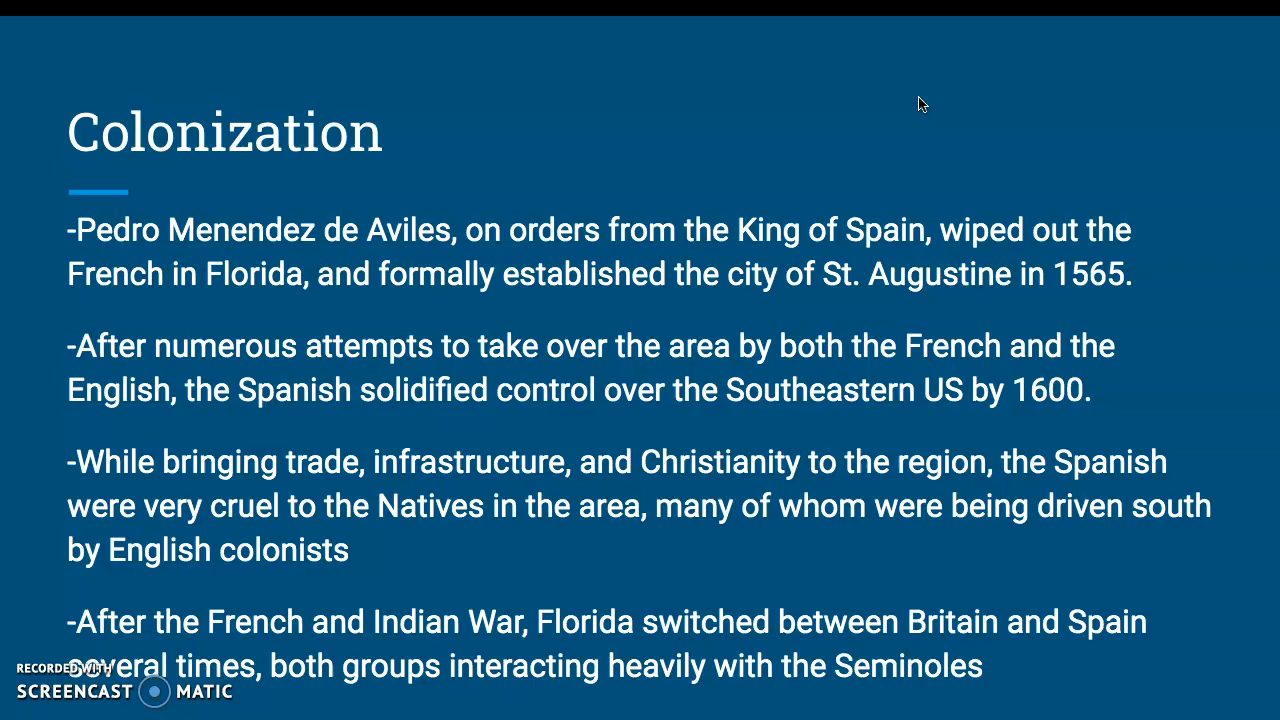 Colonization
-Pedro Menendez de Aviles, on orders from the King of Spain, wiped out the
French in Florida, and formally established the city of St. Augustine in 1565.
-After numerous attempts to take over the area by both the French and the
English, the Spanish solidified control over the Southeastern US by 1600.
-While bringing trade, infrastructure, and Christianity to the region, the Spanish
were very cruel to the Natives in the area, many of whom were being driven south
by English colonists
-After the French and Indian War, Florida switched between Britain and Spain
several times, both groups interacting heavily with the Seminoles
RECORDED WITH
SCREENCAST MATIC